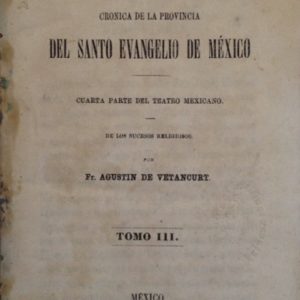 CRONICA DE LA PROVINCIA
DEL SANTO EVANGELIO DE MÉXICO
CUARTA PARTE DEL TEATRO MEXICANO.
DE LOS SUCESOS RELIGIOSOS.
POR
Fr. AGUSTIN DE VETANCURT.
TOMO III.
MÉXICO